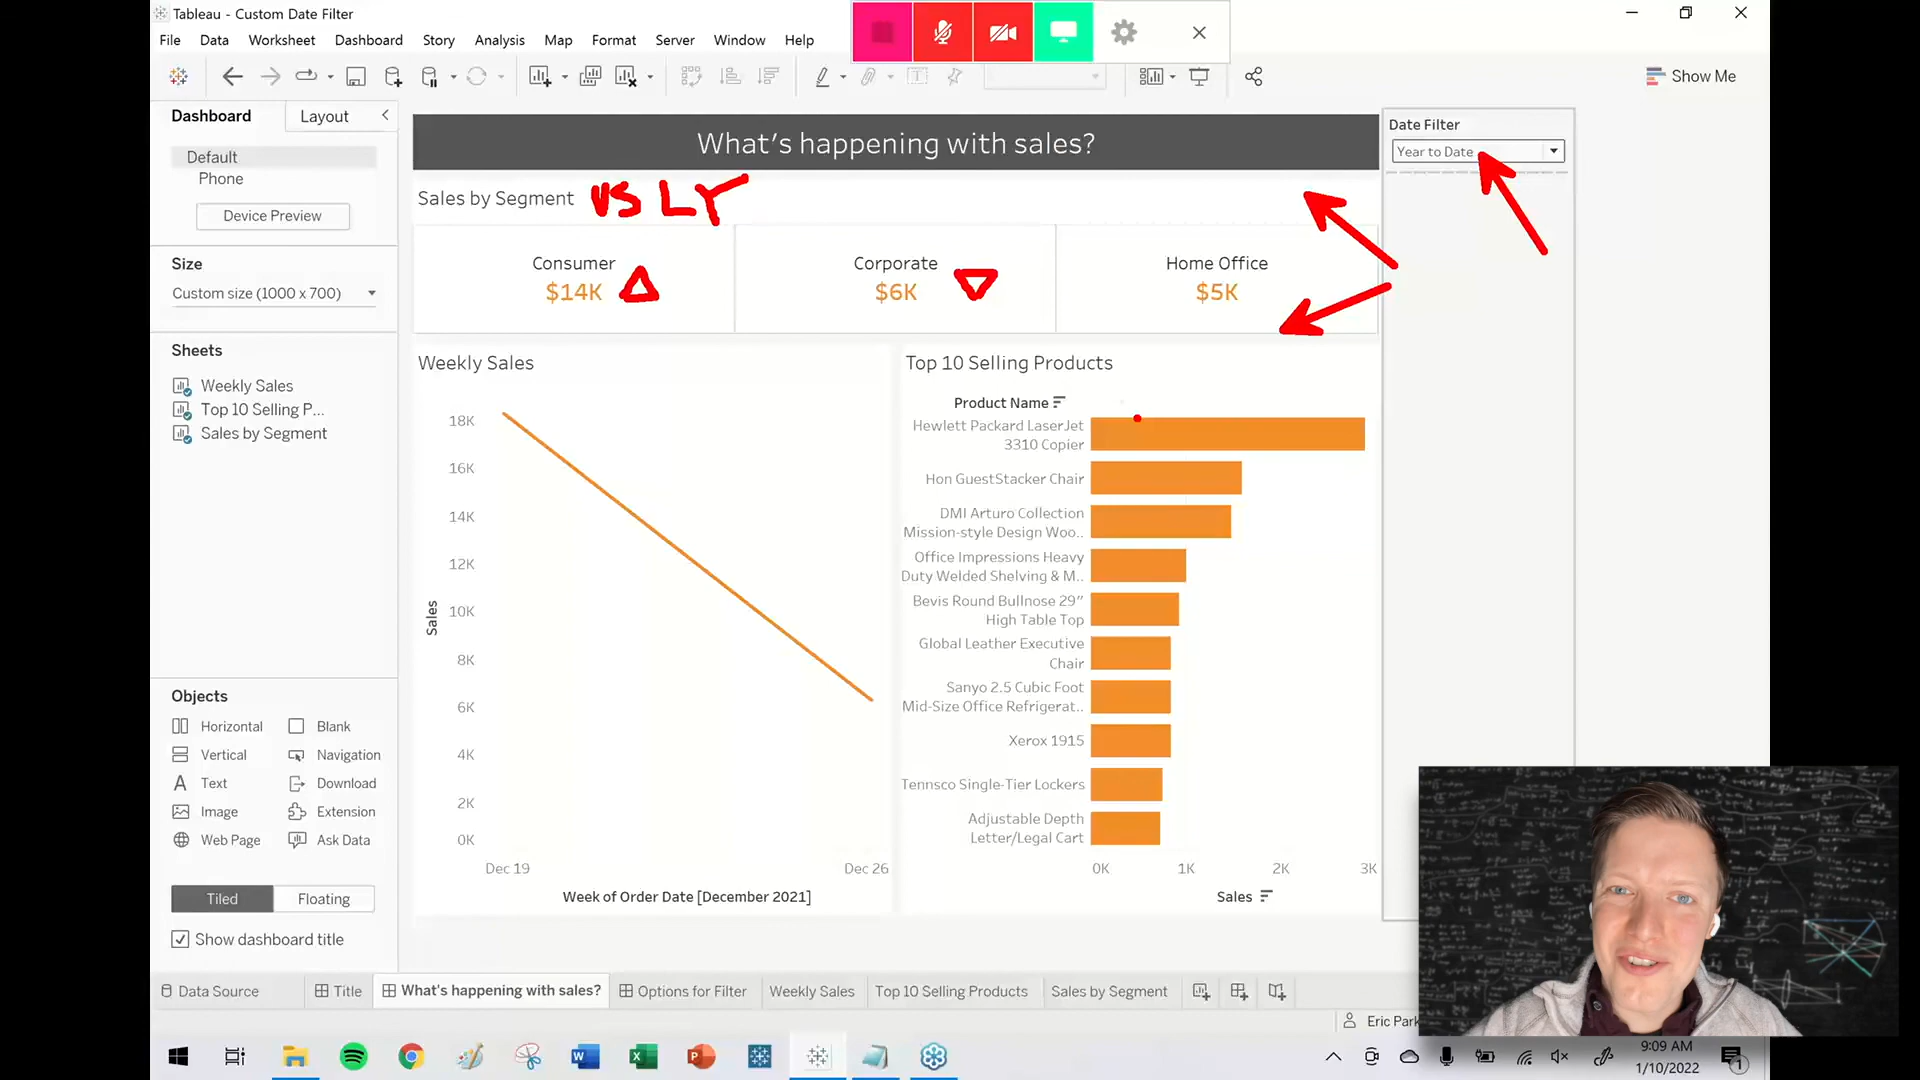 Tableau - Custom Date Filter
File Data Worksheet Dashboard Story Analysis Map Format Server Window Help
Show Me
Dashboard Layout
Default
Phone
Device Preview
Size
Custom size (1000 x 700)
Sheets
Weekly Sales
Top 10 Selling P...
Sales by Segment
Objects
Horizontal Blank
Vertical Navigation
Text Download
Image Extension
Web Page Ask Data
Tiled Floating
Show dashboard title
What's happening with sales?
Date Filter
Year to Date
Sales by Segment VS LY
Consumer
$14K
Corporate
$6K
Home Office
$5K
Weekly Sales
18K
16K
14K
12K
10K
8K
6K
4K
2K
0K
Sales
Dec 19 Dec 26
Week of Order Date [December 2021]
Top 10 Selling Products
Product Name
Hewlett Packard LaserJet
3310 Copier
Hon GuestStacker Chair
DMI Arturo Collection
Mission-style Design Woo..
Office Impressions Heavy
Duty Welded Shelving & M..
Bevis Round Bullnose 29"
High Table Top
Global Leather Executive
Chair
Sanyo 2.5 Cubic Foot
Mid-Size Office Refrigerat..
Xerox 1915
Tennsco Single-Tier Lockers
Adjustable Depth
Letter/Legal Cart
0K 1K 2K 3K
Sales
Data Source Title What's happening with sales? Options for Filter Weekly Sales Top 10 Selling Products Sales by Segment
Eric Park
9:09 AM
1/10/2022
1